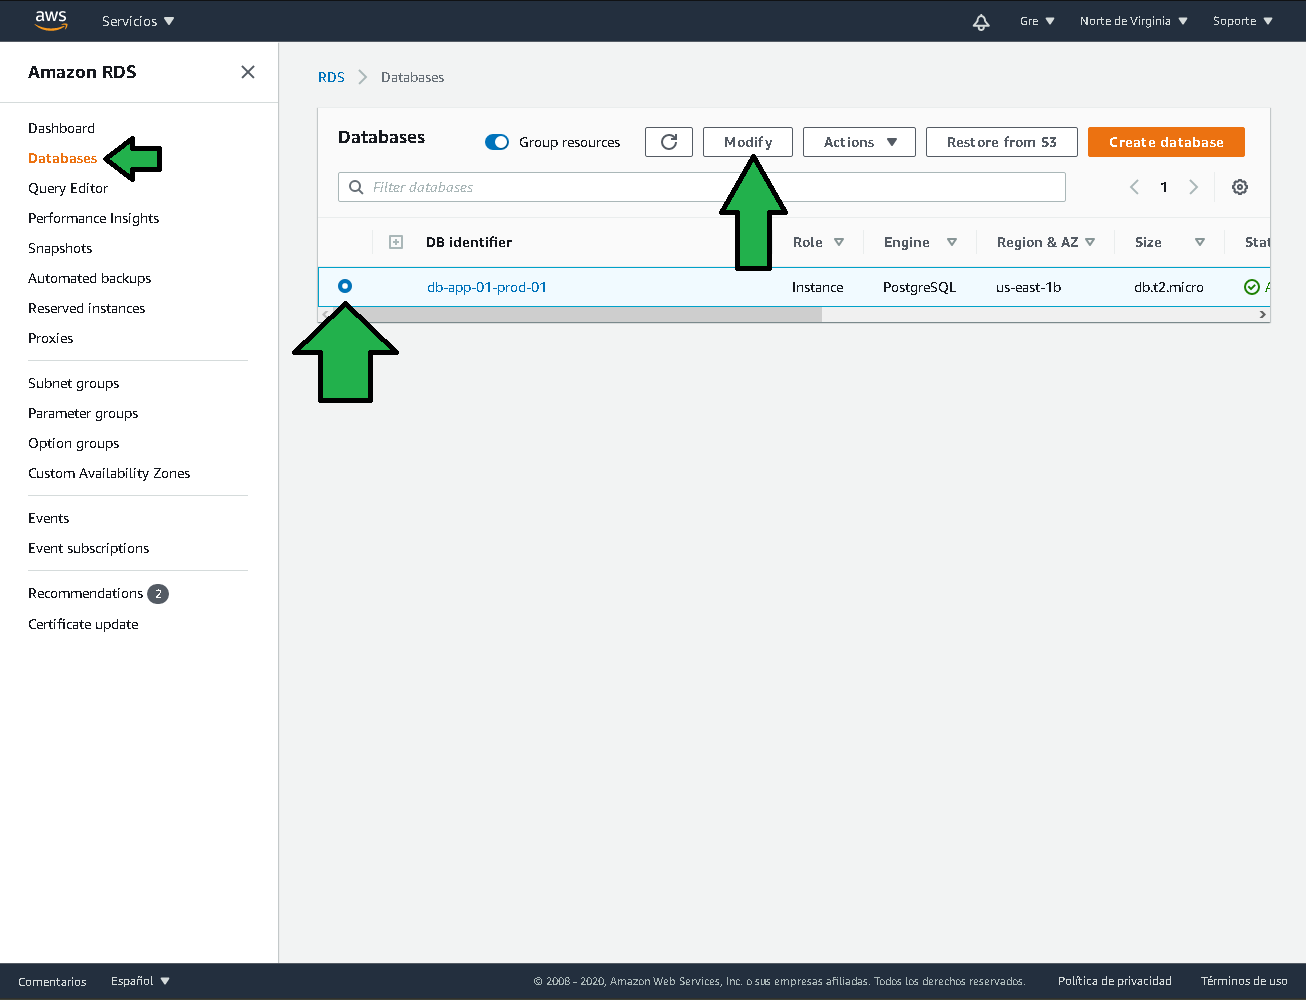 aws Servicios Gre Norte de Virginia Soporte
Amazon RDS
Dashboard
Databases
Query Editor
Performance Insights
Snapshots
Automated backups
Reserved instances
Proxies
Subnet groups
Parameter groups
Option groups
Custom Availability Zones
Events
Event subscriptions
Recommendations 2
Certificate update
RDS Databases
Databases Group resources Modify Actions Restore from S3 Create database
Filter databases 1
DB identifier Role Engine Region & AZ Size Stat
db-app-01-prod-01 Instance PostgreSQL us-east-1b db.t2.micro A
Comentarios Español © 2008 - 2020, Amazon Web Services, Inc. o sus empresas afiliadas. Todos los derechos reservados. Política de privacidad Términos de uso